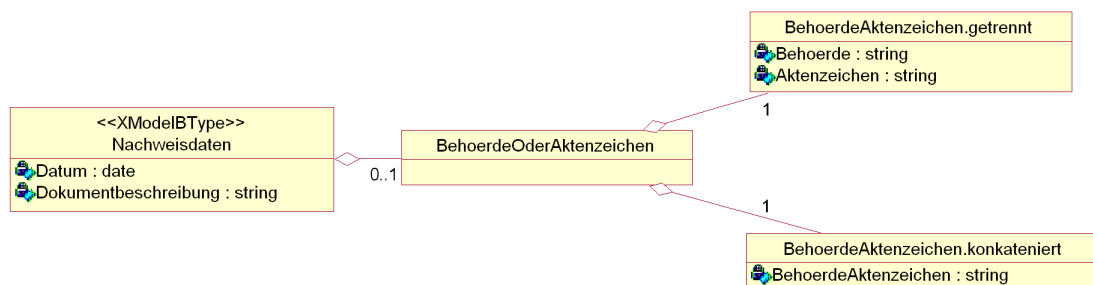 <<XModelBType>>
Nachweisdaten
Datum : date
Dokumentbeschreibung : string
0..1
BehoerdeOderAktenzeichen
BehoerdeAktenzeichen.getrennt
Behoerde : string
Aktenzeichen : string
1
1
BehoerdeAktenzeichen.konkateniert
BehoerdeAktenzeichen : string